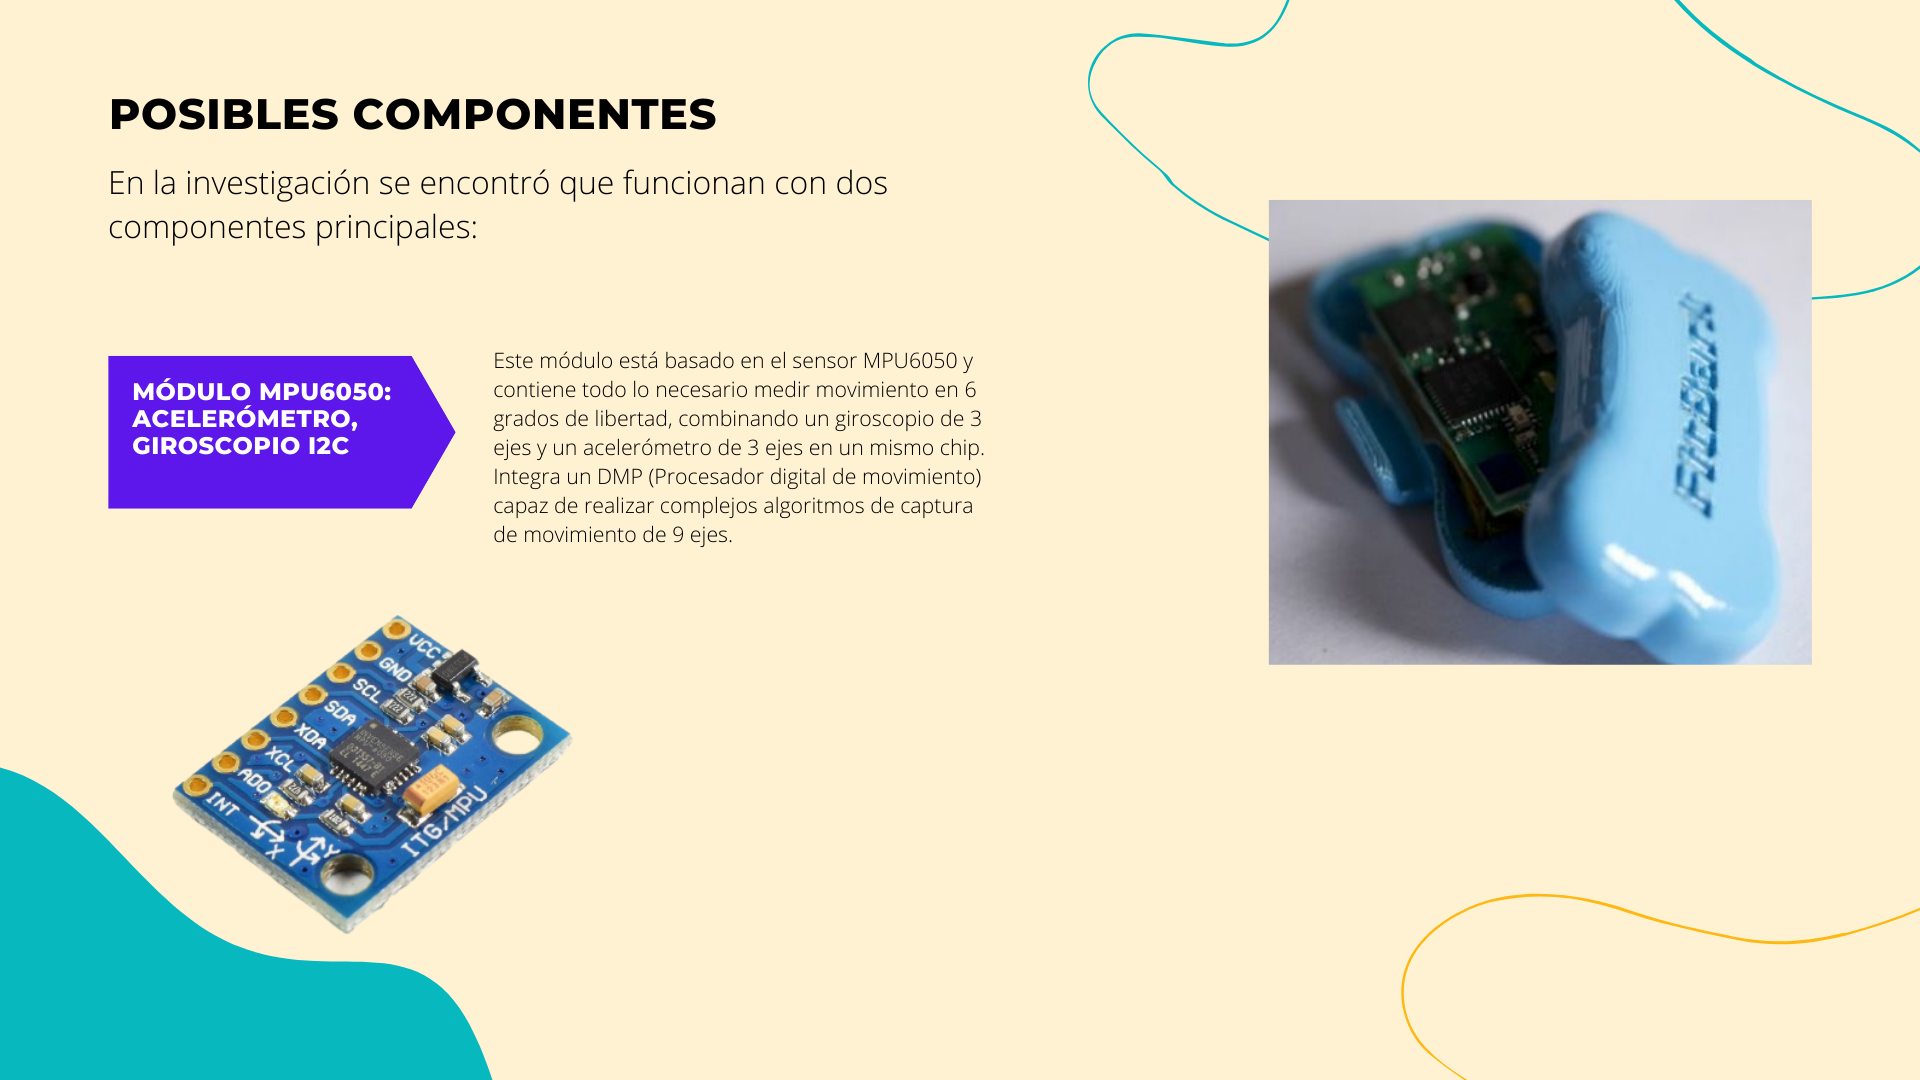 POSIBLES COMPONENTES
En la investigación se encontró que funcionan con dos
componentes principales:
MÓDULO MPU6050:
ACELERÓMETRO,
GIROSCOPIO I2C
Este módulo está basado en el sensor MPU6050 y
contiene todo lo necesario medir movimiento en 6
grados de libertad, combinando un giroscopio de 3
ejes y un acelerómetro de 3 ejes en un mismo chip.
Integra un DMP (Procesador digital de movimiento)
capaz de realizar complejos algoritmos de captura
de movimiento de 9 ejes.
FitBark
VCC
GND
SCL
SDA
XDA
XCL
ADO
INT
ITG/MPU
X
Y